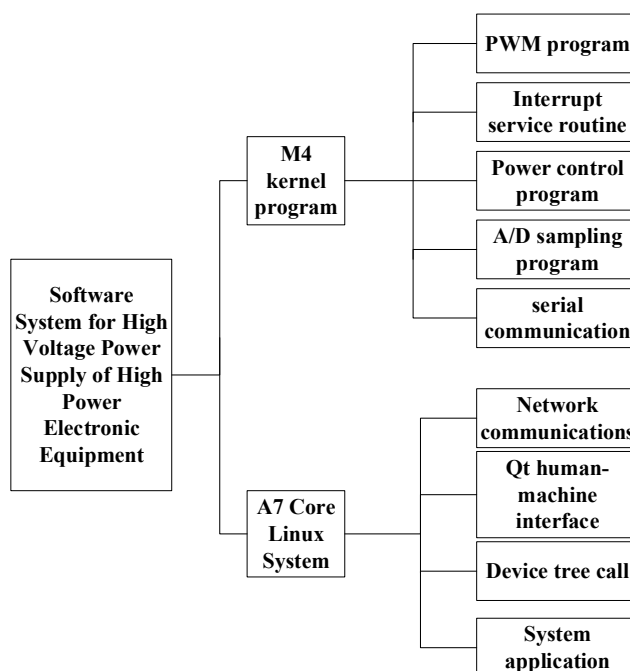 Software
System for High
Voltage Power
Supply of High
Power
Electronic
Equipment
M4
kernel
program
PWM program
Interrupt
service routine
Power control
program
A/D sampling
program
serial
communication
A7 Core
Linux
System
Network
communications
Qt human-
machine
interface
Device tree call
System
application